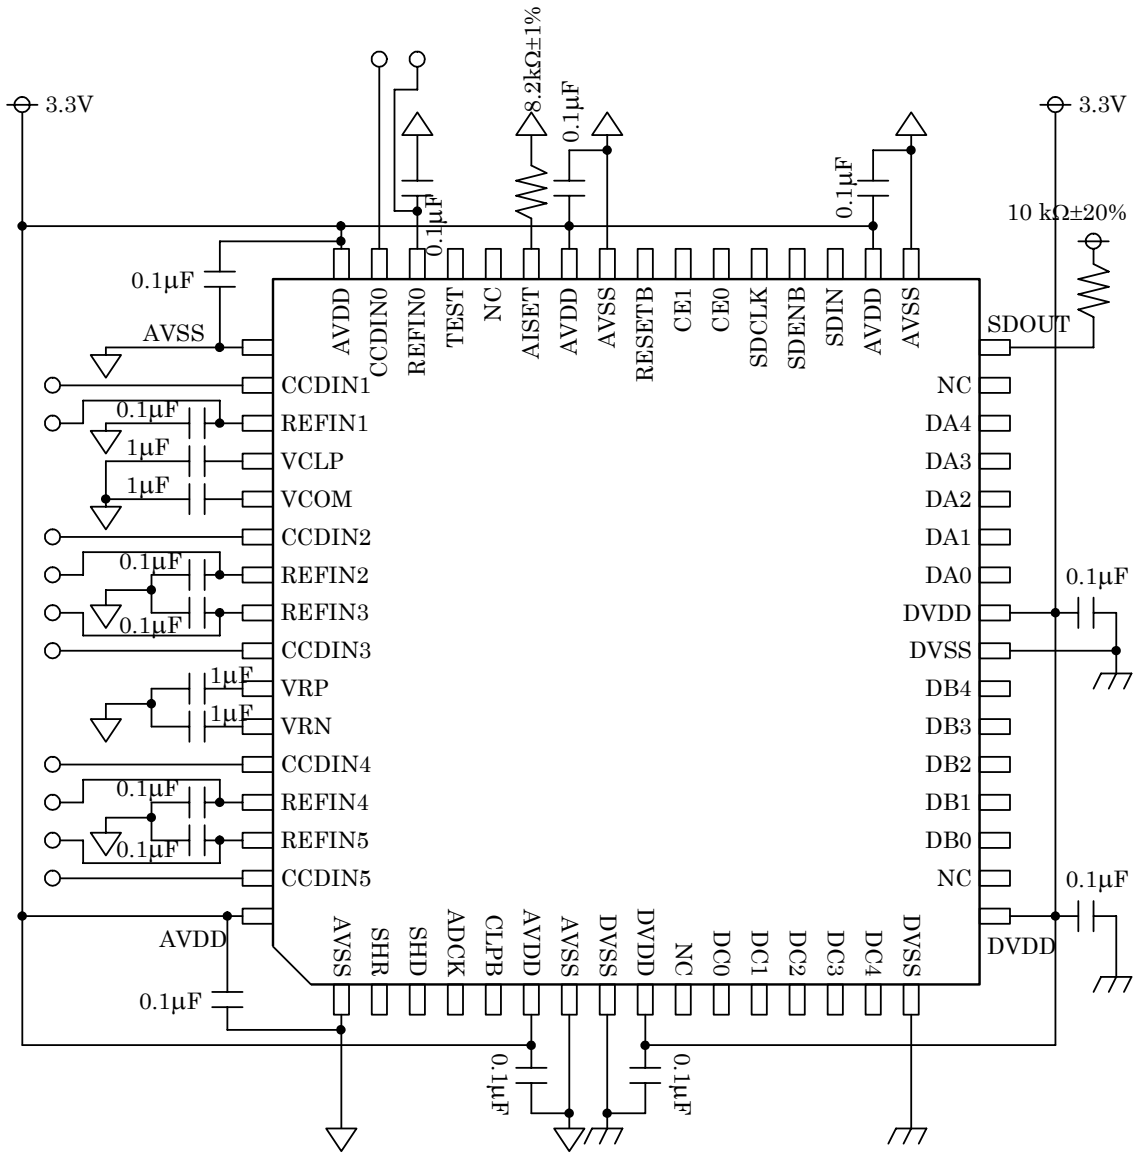 8.2kΩ±1%
3.3V
0.1µF
3.3V
0.1µF
0.1µF
10 kΩ±20%
0.1µF
AVDD
CCDIN0
REFIN0
TEST
NC
AISET
AVDD
AVSS
RESETB
CE1
CE0
SDCLK
SDENB
SDIN
AVDD
AVSS
AVSS
SDOUT
CCDIN1
NC
0.1µF
REFIN1
DA4
1µF
VCLP
DA3
1µF
VCOM
DA2
CCDIN2
DA1
0.1µF
REFIN2
DA0
0.1µF
REFIN3
DVDD
0.1µF
CCDIN3
DVSS
1µF
VRP
DB4
1µF
VRN
DB3
CCDIN4
DB2
0.1µF
REFIN4
DB1
REFIN5
DB0
0.1µF
CCDIN5
NC
0.1µF
AVDD
DVDD
AVSS
SHR
SHD
ADCK
CLPB
AVDD
AVSS
DVSS
DVDD
NC
DC0
DC1
DC2
DC3
DC4
DVSS
0.1µF
0.1µF
0.1µF